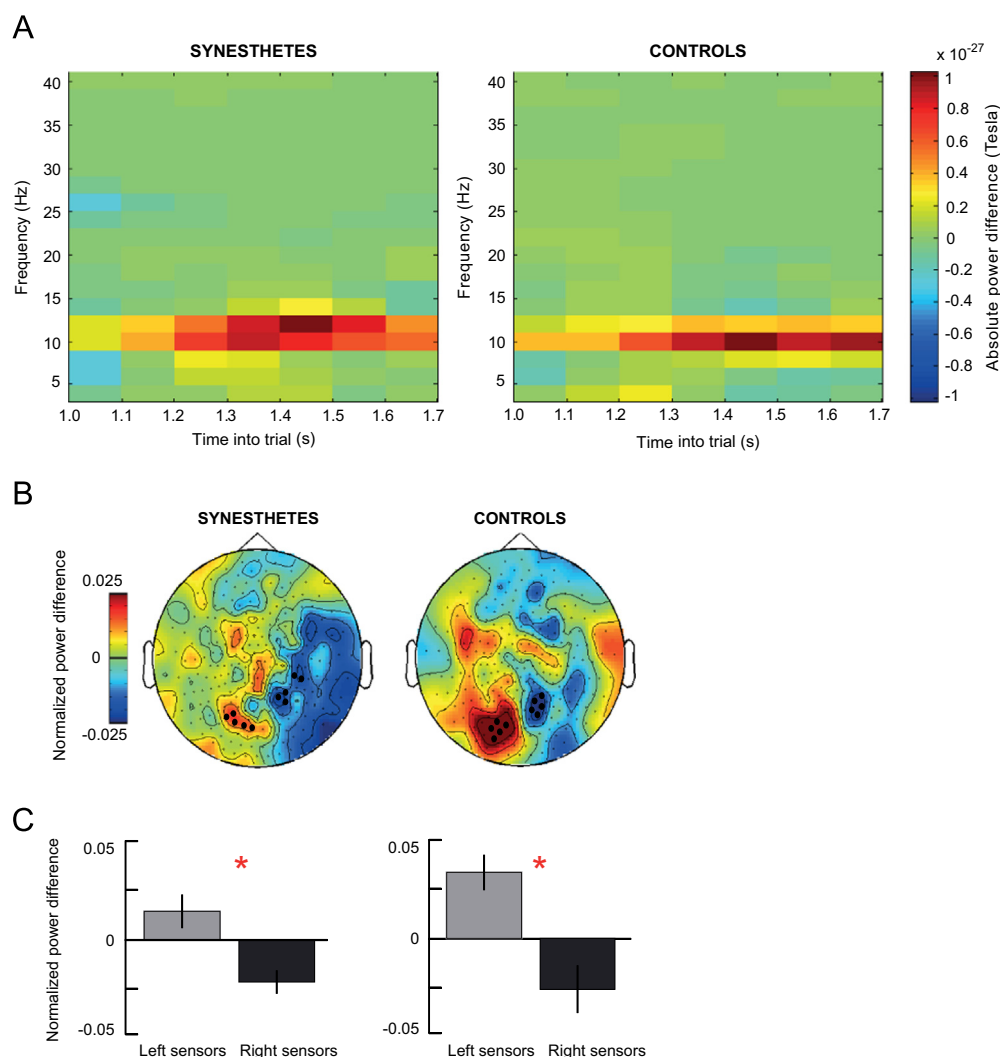 A
SYNESTHETES
CONTROLS
x 10-27
40
35
30
25
20
15
10
5
Frequency (Hz)
1.0 1.1 1.2 1.3 1.4 1.5 1.6 1.7
Time into trial (s)
40
35
30
25
20
15
10
5
Frequency (Hz)
1.0 1.1 1.2 1.3 1.4 1.5 1.6 1.7
Time into trial (s)
1
0.8
0.6
0.4
0.2
0
-0.2
-0.4
-0.6
-0.8
-1
Absolute power difference (Tesla)
B
SYNESTHETES
CONTROLS
Normalized power difference
0.025
0
-0.025
C
Normalized power difference
0.05
0
-0.05
*
Left sensors Right sensors
0.05
0
-0.05
*
Left sensors Right sensors